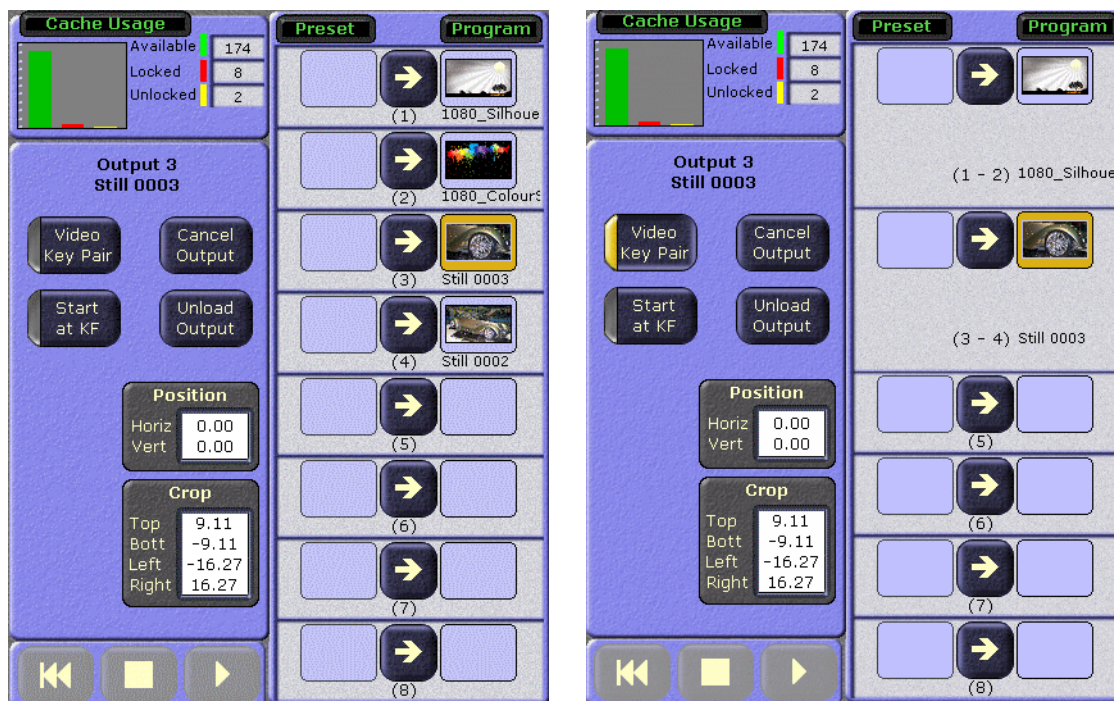 Cache Usage
Available 174
Locked 8
Unlocked 2
Output 3
Still 0003
Video
Key Pair
Cancel
Output
Start
at KF
Unload
Output
Position
Horiz 0.00
Vert 0.00
Crop
Top 9.11
Bott -9.11
Left -16.27
Right 16.27
Preset Program
(1) 1080_Silhoue
(2) 1080_ColourS
(3) Still 0003
(4) Still 0002
(5)
(6)
(7)
(8)
Cache Usage
Available 174
Locked 8
Unlocked 2
Output 3
Still 0003
Video
Key Pair
Cancel
Output
Start
at KF
Unload
Output
Position
Horiz 0.00
Vert 0.00
Crop
Top 9.11
Bott -9.11
Left -16.27
Right 16.27
Preset Program
(1 - 2) 1080_Silhoue
(3 - 4) Still 0003
(5)
(6)
(7)
(8)